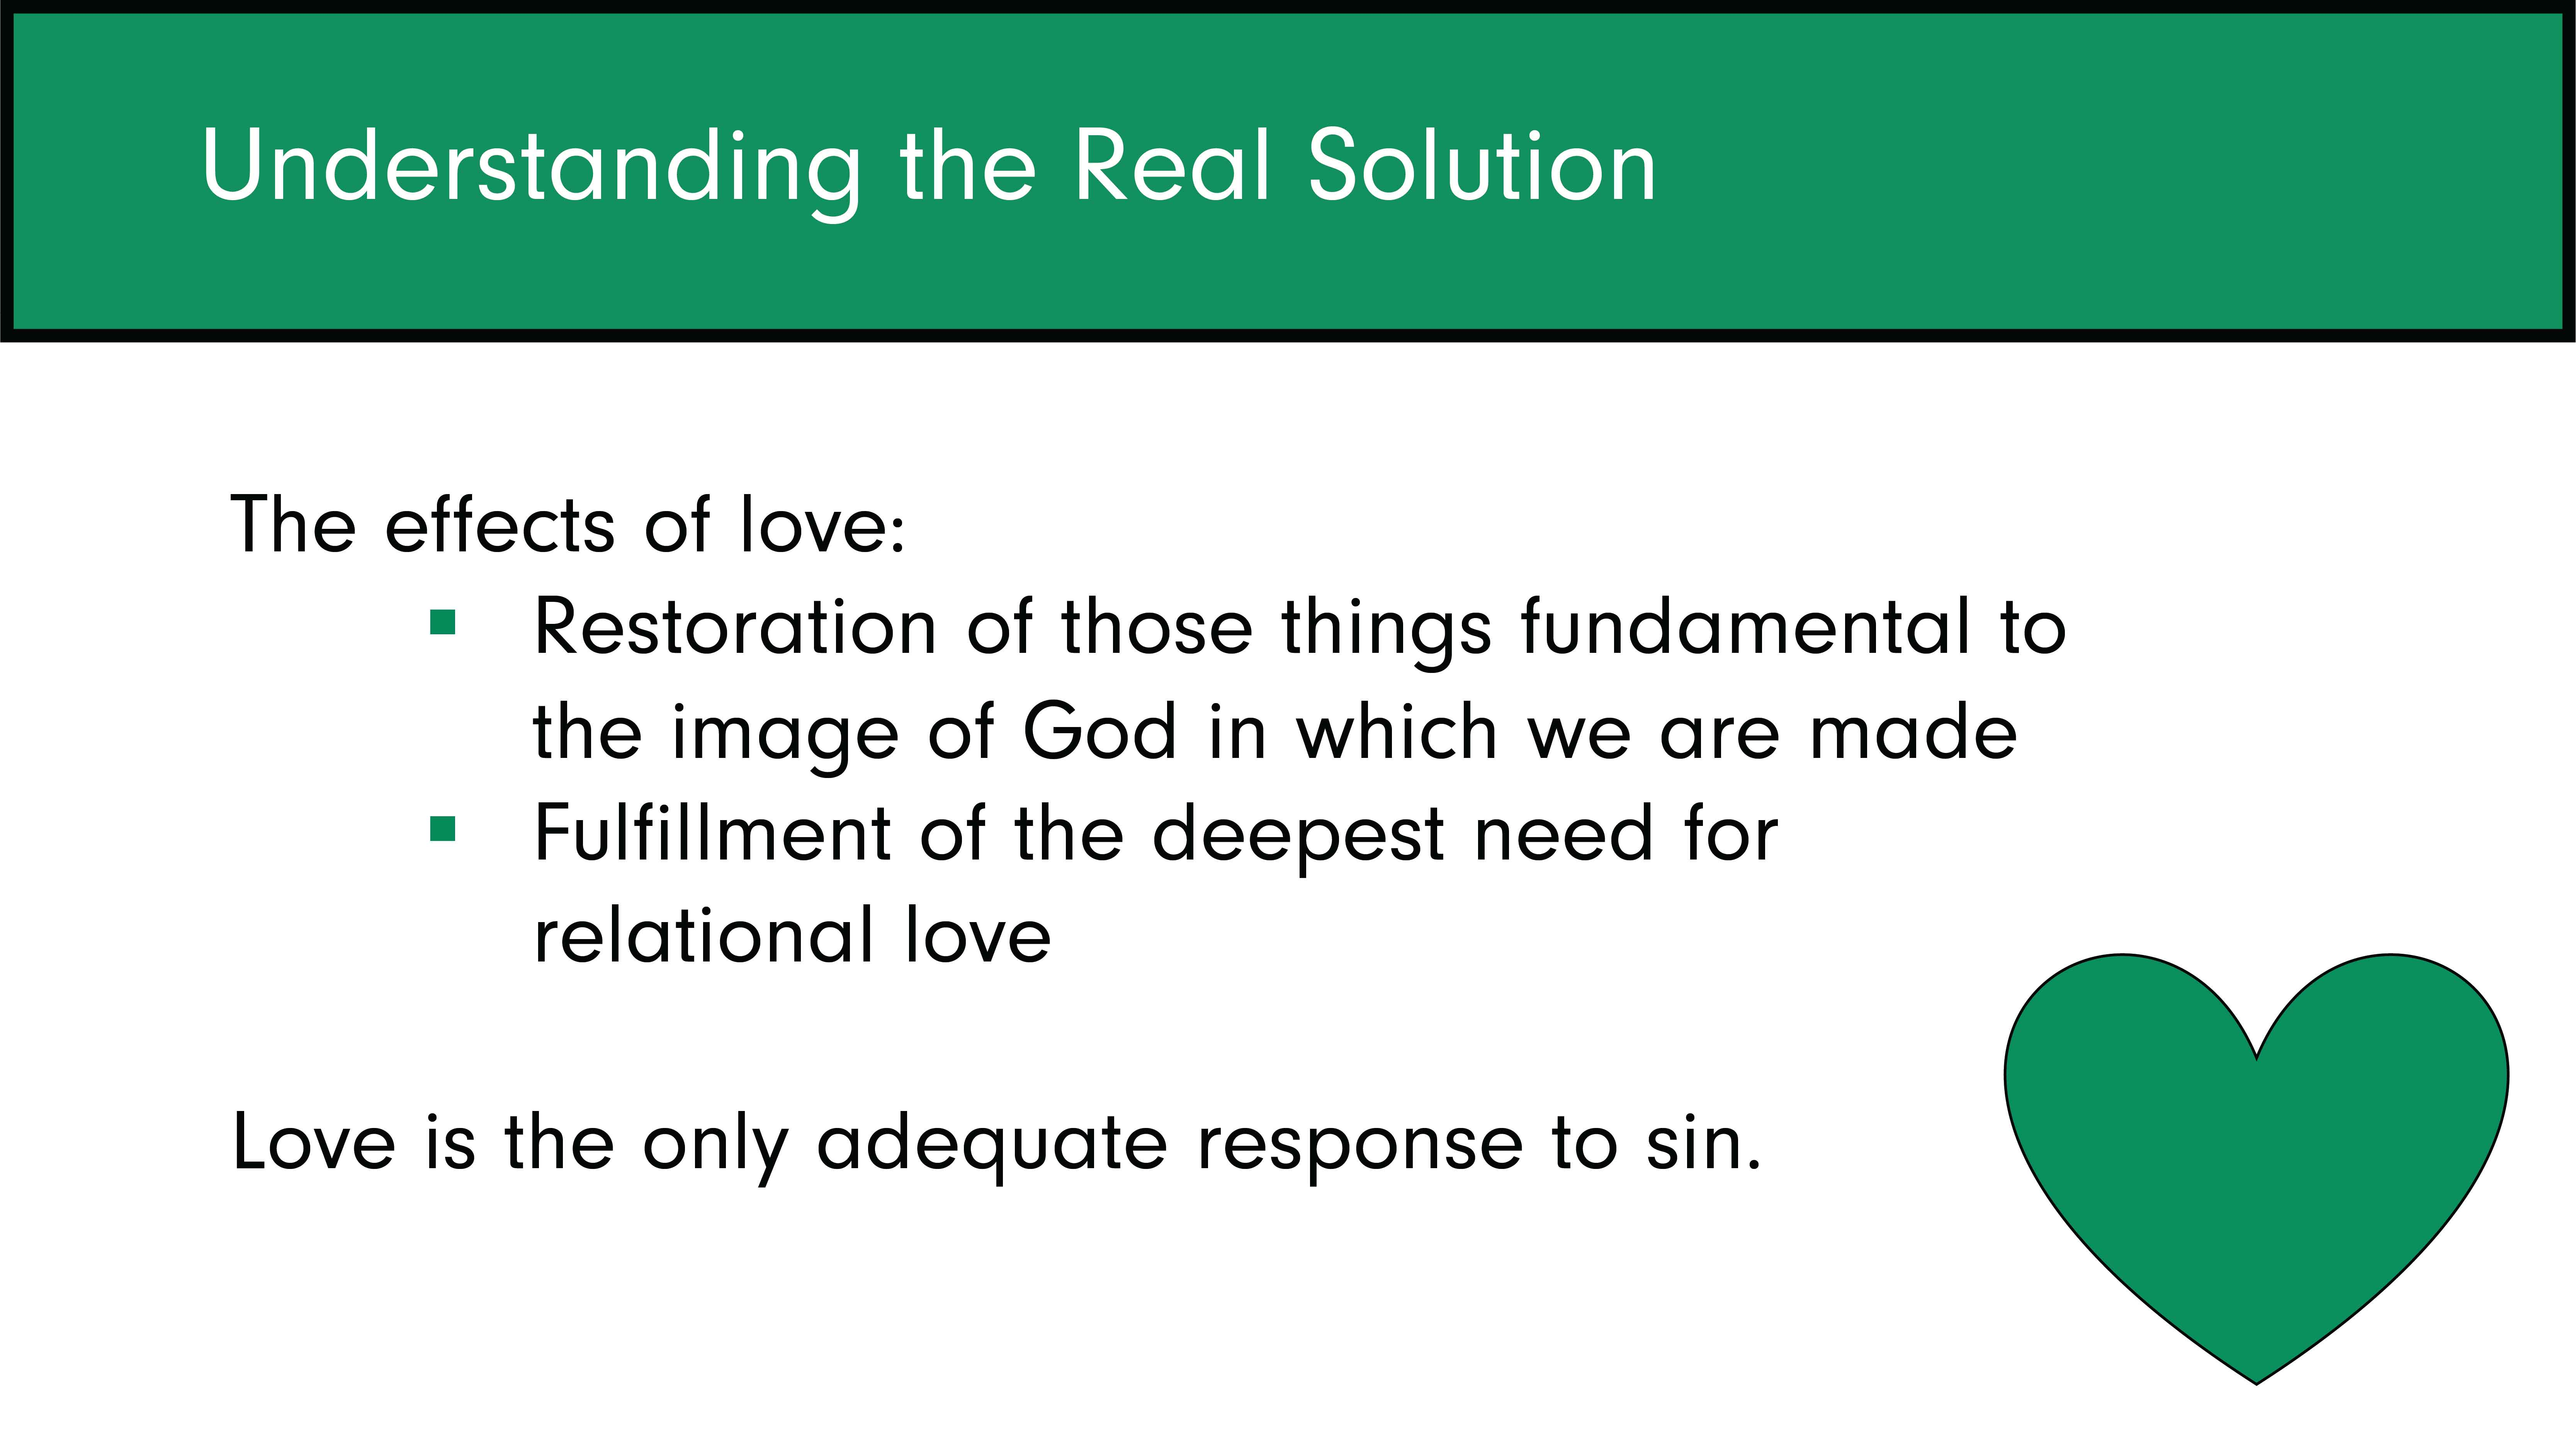 Understanding the Real Solution
The effects of love:
▪ Restoration of those things fundamental to
the image of God in which we are made
▪ Fulfillment of the deepest need for
relational love
Love is the only adequate response to sin.